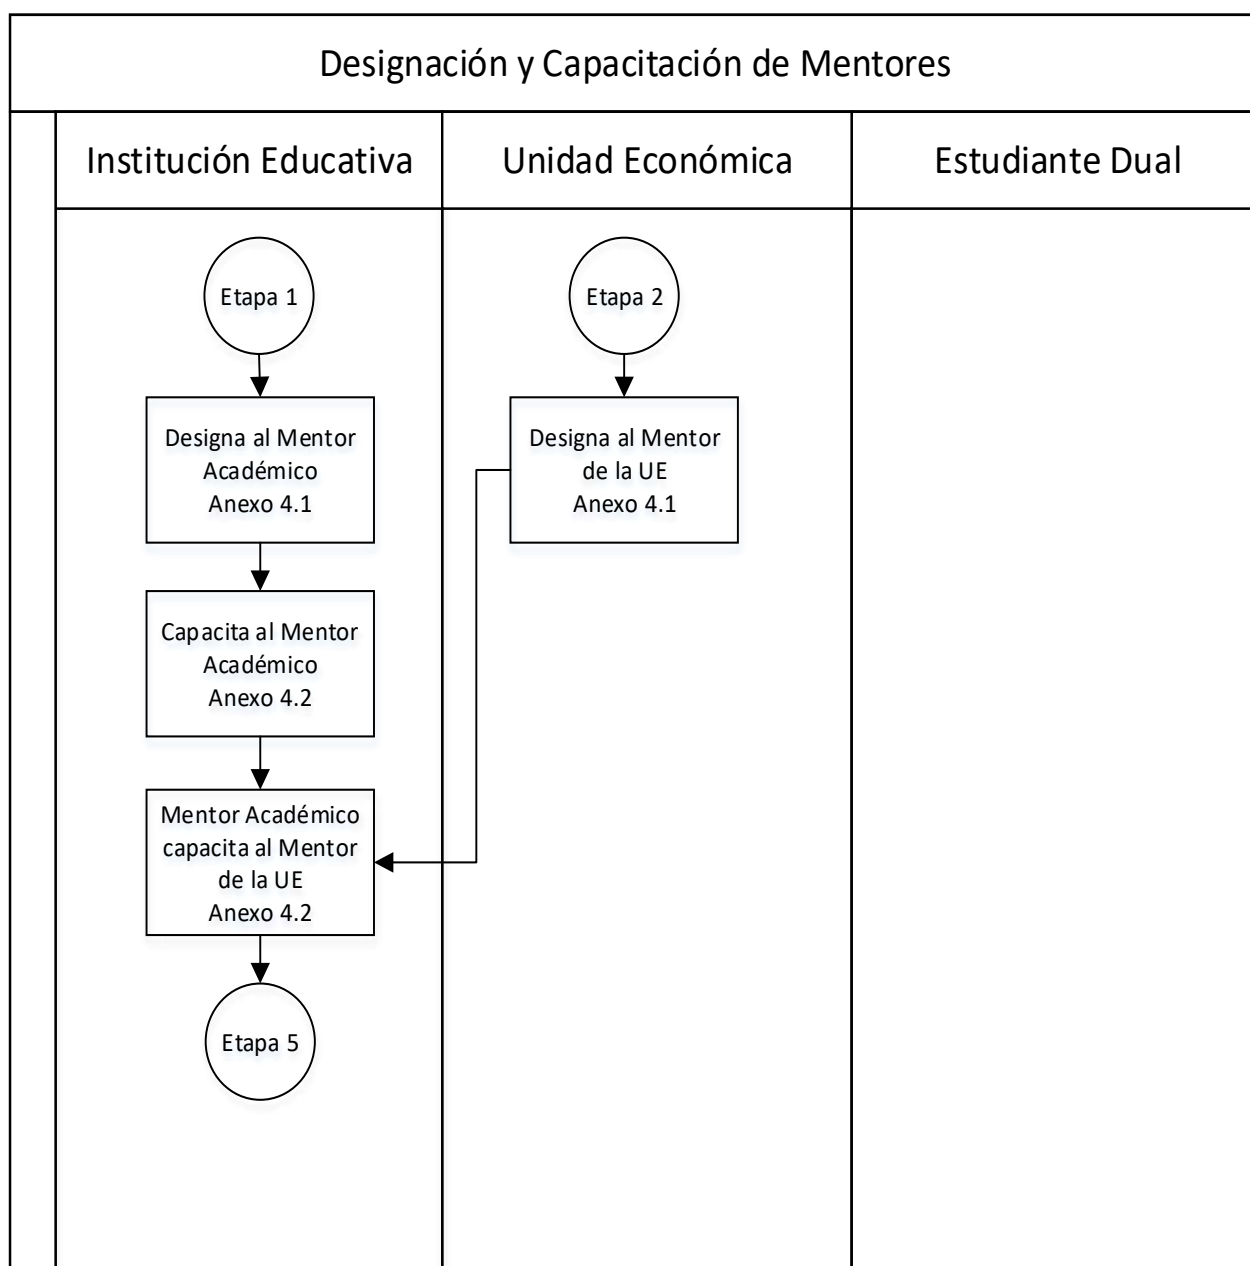 Designación y Capacitación de Mentores
Institución Educativa
Unidad Económica
Estudiante Dual
Etapa 1
Designa al Mentor
Académico
Anexo 4.1
Capacita al Mentor
Académico
Anexo 4.2
Mentor Académico
capacita al Mentor
de la UE
Anexo 4.2
Etapa 5
Etapa 2
Designa al Mentor
de la UE
Anexo 4.1